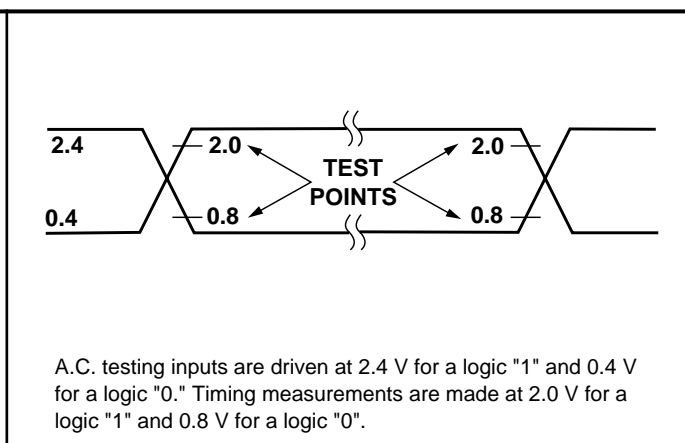 2.4
2.0
2.0
TEST
POINTS
0.4
0.8
0.8
A.C. testing inputs are driven at 2.4 V for a logic "1" and 0.4 V
for a logic "0." Timing measurements are made at 2.0 V for a
logic "1" and 0.8 V for a logic "0".